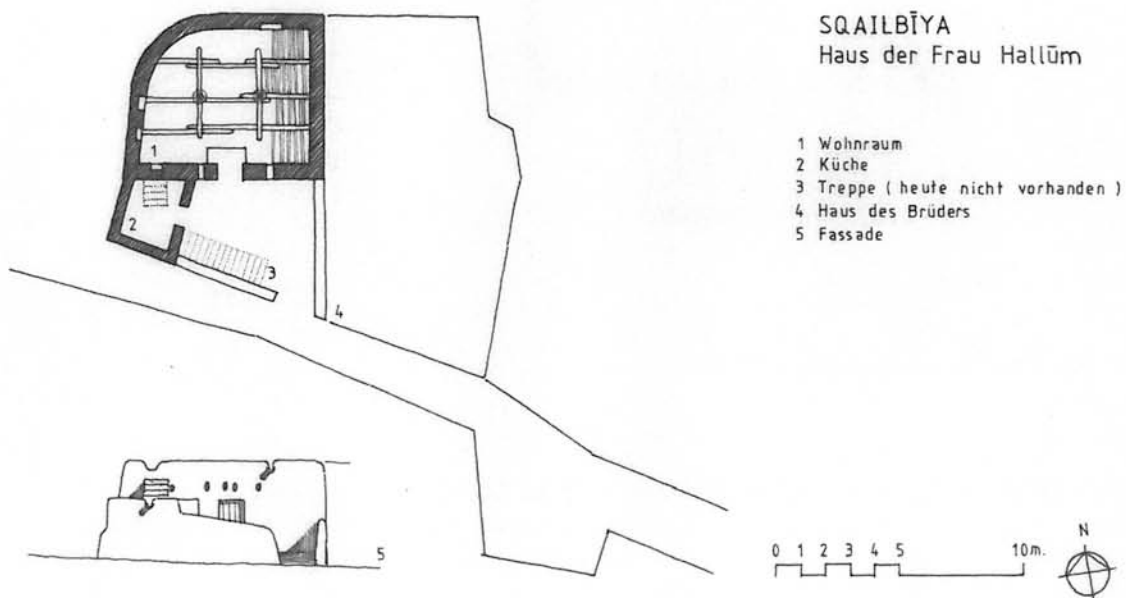 SQAILBĪYA
Haus der Frau Hallūm
1 Wohnraum
2 Küche
3 Treppe ( heute nicht vorhanden )
4 Haus des Brüders
5 Fassade
1
2
3
4
5
0 1 2 3 4 5 10m.
N